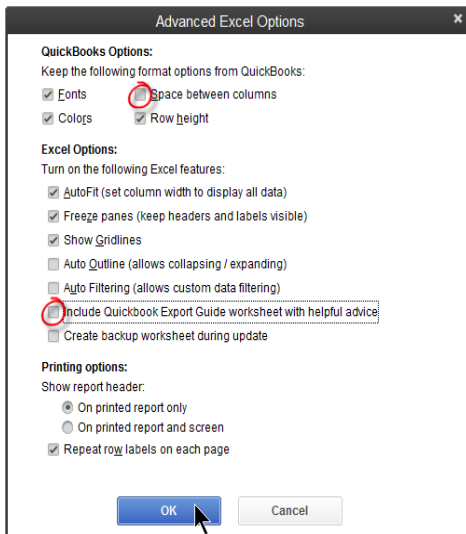 Advanced Excel Options
x
QuickBooks Options:
Keep the following format options from QuickBooks:
Fonts Space between columns
Colors Row height
Excel Options:
Turn on the following Excel features:
AutoFit (set column width to display all data)
Freeze panes (keep headers and labels visible)
Show Gridlines
Auto Outline (allows collapsing / expanding)
Auto Filtering (allows custom data filtering)
Include Quickbook Export Guide worksheet with helpful advice
Create backup worksheet during update
Printing options:
Show report header:
On printed report only
On printed report and screen
Repeat row labels on each page
OK Cancel